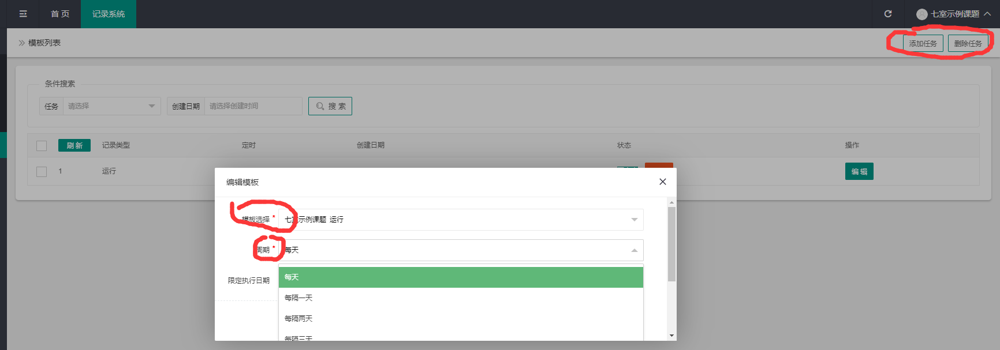 首 页 记录系统 七室示例课题
模板列表 添加任务 删除任务
条件搜索
任务 请选择 创建日期 请选择创建时间 搜 索
刷 新 记录类型 定时 创建日期 状态 操作
1 运行 编 辑
编辑模板
模板选择 * 七室示例课题 运行
周期 * 每天
限定执行日期 每天
每隔一天
每隔两天
每隔三天